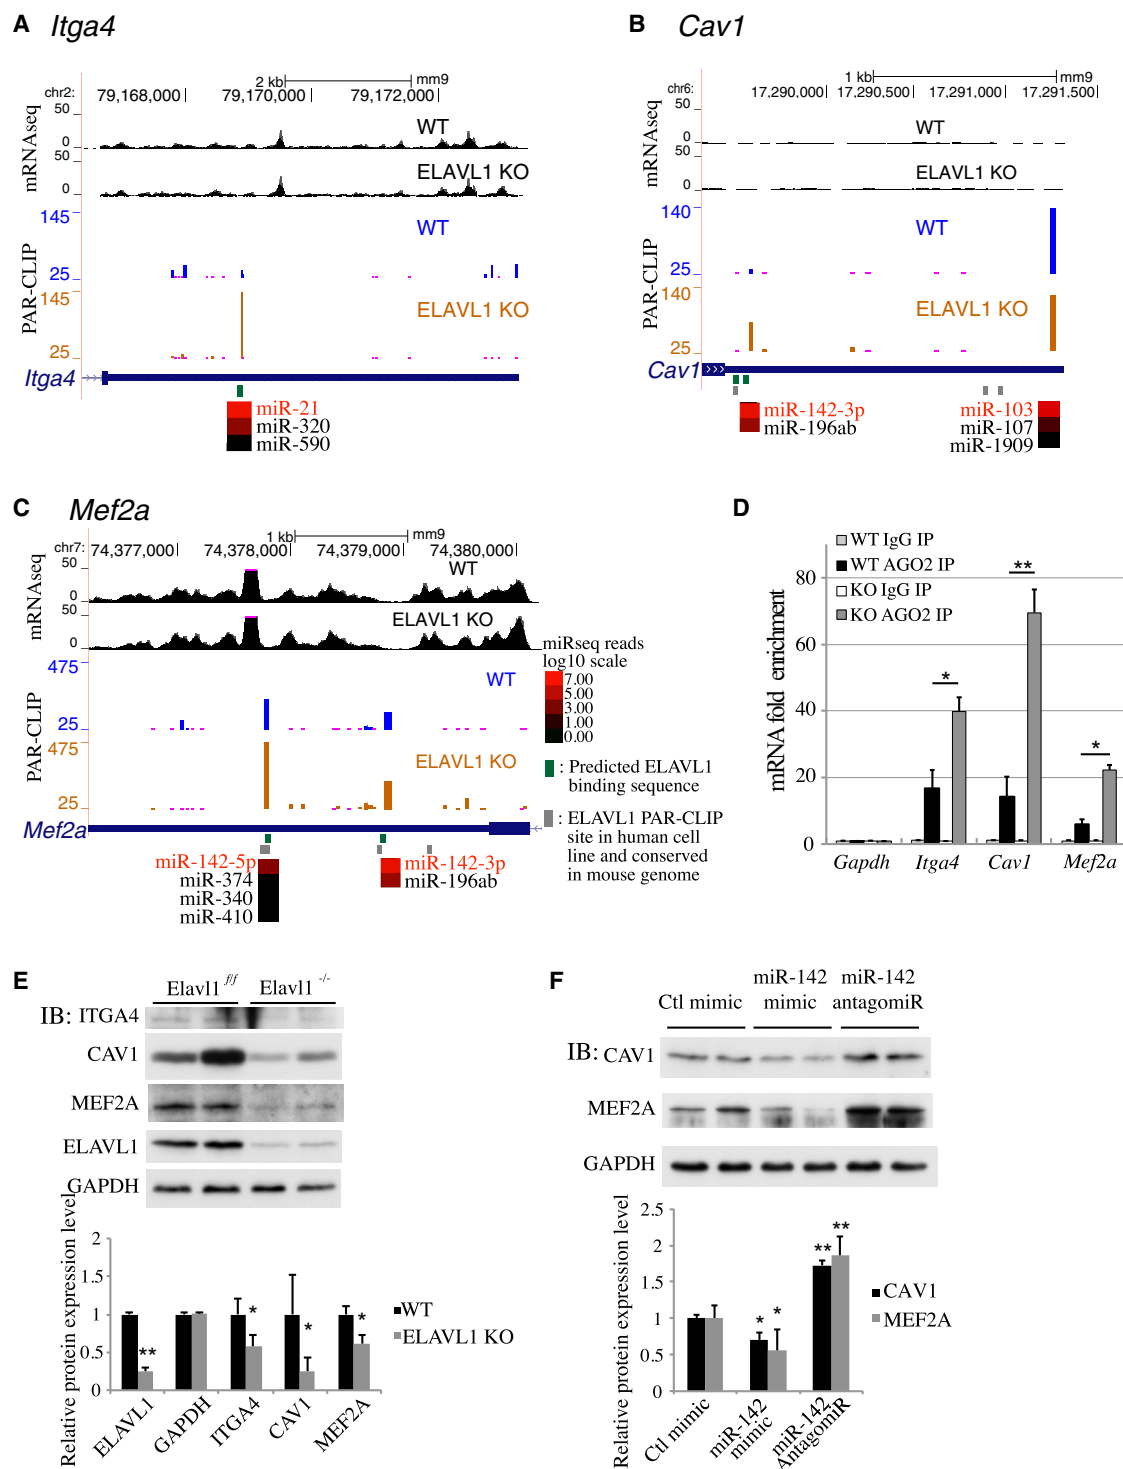 A Itga4
chr2:
2 kb mm9
79,168,000 79,170,000 79,172,000
mRNAseq
50
0
WT
50
0
ELAVL1 KO
PAR-CLIP
145
25
WT
145
25
ELAVL1 KO
Itga4
miR-21
miR-320
miR-590
B Cav1
chr6:
1 kb mm9
17,290,000 17,290,500 17,291,000 17,291,500
mRNAseq
50
0
WT
50
0
ELAVL1 KO
PAR-CLIP
140
25
WT
140
25
ELAVL1 KO
Cav1
miR-142-3p
miR-196ab
miR-103
miR-107
miR-1909
C Mef2a
chr7:
1 kb mm9
74,377,000 74,378,000 74,379,000 74,380,000
mRNAseq
50
0
WT
50
0
ELAVL1 KO
PAR-CLIP
475
25
WT
475
25
ELAVL1 KO
Mef2a
miR-142-5p
miR-374
miR-340
miR-410
miR-142-3p
miR-196ab
miRseq reads
log10 scale
7.00
5.00
3.00
1.00
0.00
: Predicted ELAVL1
binding sequence
: ELAVL1 PAR-CLIP
site in human cell
line and conserved
in mouse genome
D
WT IgG IP
WT AGO2 IP
KO IgG IP
KO AGO2 IP
mRNA fold enrichment
80
60
40
20
0
* ** *
Gapdh Itga4 Cav1 Mef2a
E
Elavl1 f/f Elavl1 -/-
IB: ITGA4
CAV1
MEF2A
ELAVL1
GAPDH
Relative protein expression level
2
1.5
1
0.5
0
** * * *
WT
ELAVL1 KO
ELAVL1 GAPDH ITGA4 CAV1 MEF2A
F
Ctl mimic
miR-142
mimic
miR-142
antagomiR
IB: CAV1
MEF2A
GAPDH
Relative protein expression level
2.5
2
1.5
1
0.5
0
* * ** **
CAV1
MEF2A
Ctl mimic
miR-142
mimic
miR-142
AntagomiR